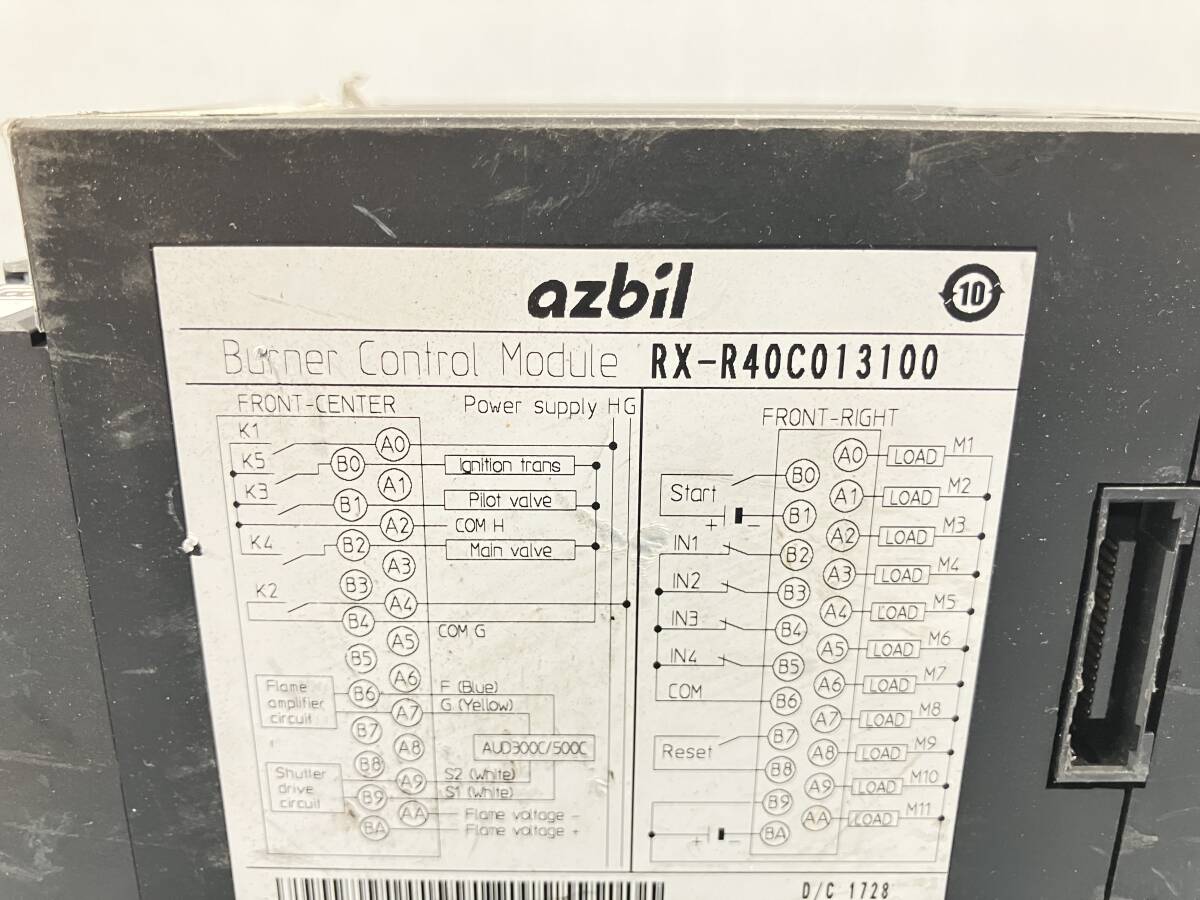 azbil
10
Burner Control Module RX-R40C013100
FRONT-CENTER
Power supply H G
K1
A0
K5
B0
Ignition trans
K3
A1
B1
Pilot valve
A2
COM H
K4
B2
Main valve
A3
B3
K2
A4
B4
COM G
A5
B5
A6
Flame
amplifier
circuit
B6
F (Blue)
A7
G (Yellow)
B7
A8
AUD300C/500C
B8
Shutter
drive
circuit
A9
S2 (White)
B9
S1 (White)
AA
Flame voltage -
BA
Flame voltage +
FRONT-RIGHT
A0
LOAD
M1
Start
B0
A1
LOAD
M2
+ -
B1
A2
LOAD
M3
IN1
B2
A3
LOAD
M4
IN2
B3
A4
LOAD
M5
IN3
B4
A5
LOAD
M6
IN4
B5
A6
LOAD
M7
COM
B6
A7
LOAD
M8
Reset
B7
A8
LOAD
M9
B8
A9
LOAD
M10
B9
AA
LOAD
M11
+ -
BA
D/C 1728